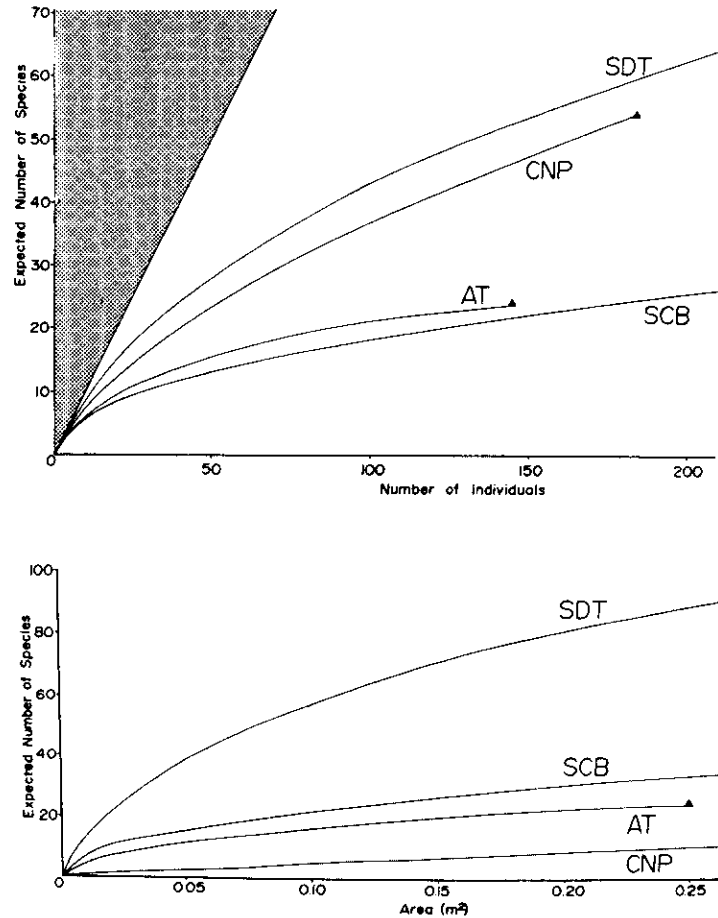 70
60
50
40
30
20
10
0
Expected Number of Species
SDT
CNP
AT
SCB
50
100
150
200
Number of Individuals
100
80
60
40
20
Expected Number of Species
SDT
SCB
AT
CNP
0
0.05
0.10
0.15
0.20
0.25
Area (m²)